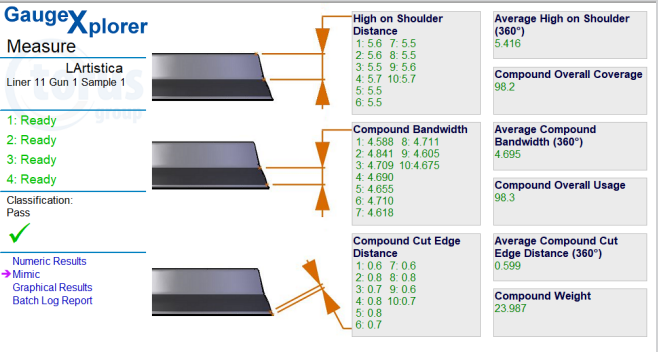 GaugeXplorer
Measure
LArtistica
Liner 11 Gun 1 Sample 1
torus
group
1: Ready
2: Ready
3: Ready
4: Ready
Classification:
Pass
Numeric Results
Mimic
Graphical Results
Batch Log Report
High on Shoulder
Distance
1: 5.6 7: 5.5
2: 5.6 8: 5.5
3: 5.5 9: 5.6
4: 5.7 10:5.7
5: 5.5
6: 5.5
Average High on Shoulder
(360°)
5.416
Compound Overall Coverage
98.2
Compound Bandwidth
1: 4.588 8: 4.711
2: 4.841 9: 4.605
3: 4.709 10:4.675
4: 4.690
5: 4.655
6: 4.710
7: 4.618
Average Compound
Bandwidth (360°)
4.695
Compound Overall Usage
98.3
Compound Cut Edge
Distance
1: 0.6 7: 0.6
2: 0.8 8: 0.8
3: 0.7 9: 0.6
4: 0.8 10:0.7
5: 0.8
6: 0.7
Average Compound Cut
Edge Distance (360°)
0.599
Compound Weight
23.987